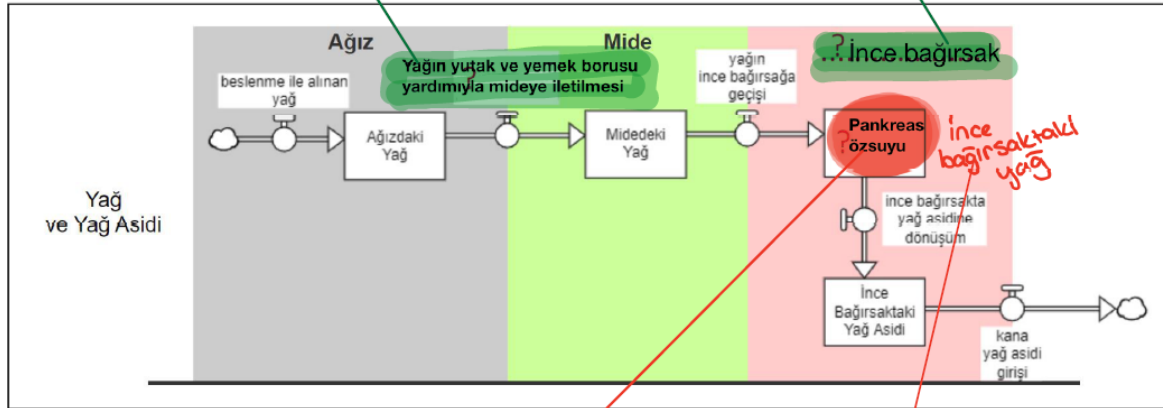 Ağız
Mide
? İnce bağırsak
beslenme ile alınan
yağ
Yağın yutak ve yemek borusu
yardımıyla mideye iletilmesi
?
yağın
ince bağırsağa
geçişi
Ağızdaki
Yağ
Midedeki
Yağ
? Pankreas
özsuyu
ince
bağırsaktaki
yağ
Yağ
ve Yağ Asidi
ince bağırsakta
yağ asidine
dönüşüm
İnce
Bağırsaktaki
Yağ Asidi
kana
yağ asidi
girişi